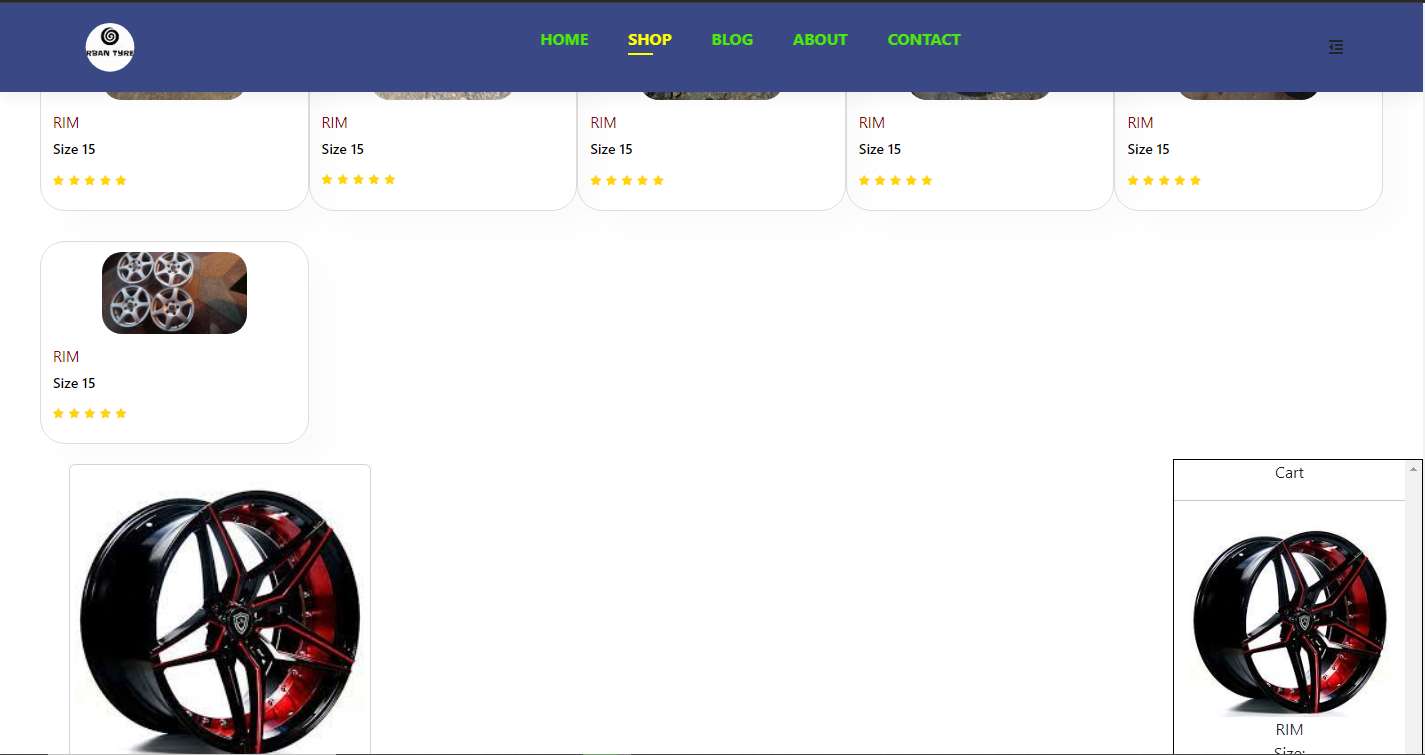 RBAN TYRE
HOME SHOP BLOG ABOUT CONTACT
RIM RIM RIM RIM RIM
Size 15 Size 15 Size 15 Size 15 Size 15
RIM
Size 15
Cart
RIM
Size: